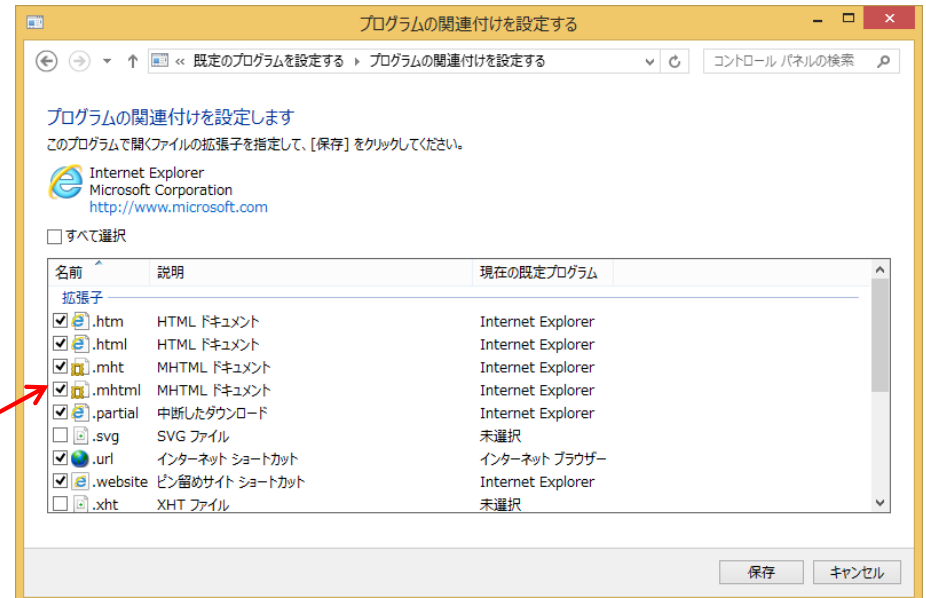 プログラムの関連付けを設定する
« 既定のプログラムを設定する ▸ プログラムの関連付けを設定する
コントロール パネルの検索
プログラムの関連付けを設定します
このプログラムで開くファイルの拡張子を指定して、[保存] をクリックしてください。
Internet Explorer
Microsoft Corporation
http://www.microsoft.com
すべて選択
名前 説明 現在の既定プログラム
拡張子
.htm HTML ドキュメント Internet Explorer
.html HTML ドキュメント Internet Explorer
.mht MHTML ドキュメント Internet Explorer
.mhtml MHTML ドキュメント Internet Explorer
.partial 中断したダウンロード Internet Explorer
.svg SVG ファイル 未選択
.url インターネット ショートカット インターネット ブラウザー
.website ピン留めサイト ショートカット Internet Explorer
.xht XHT ファイル 未選択
保存 キャンセル